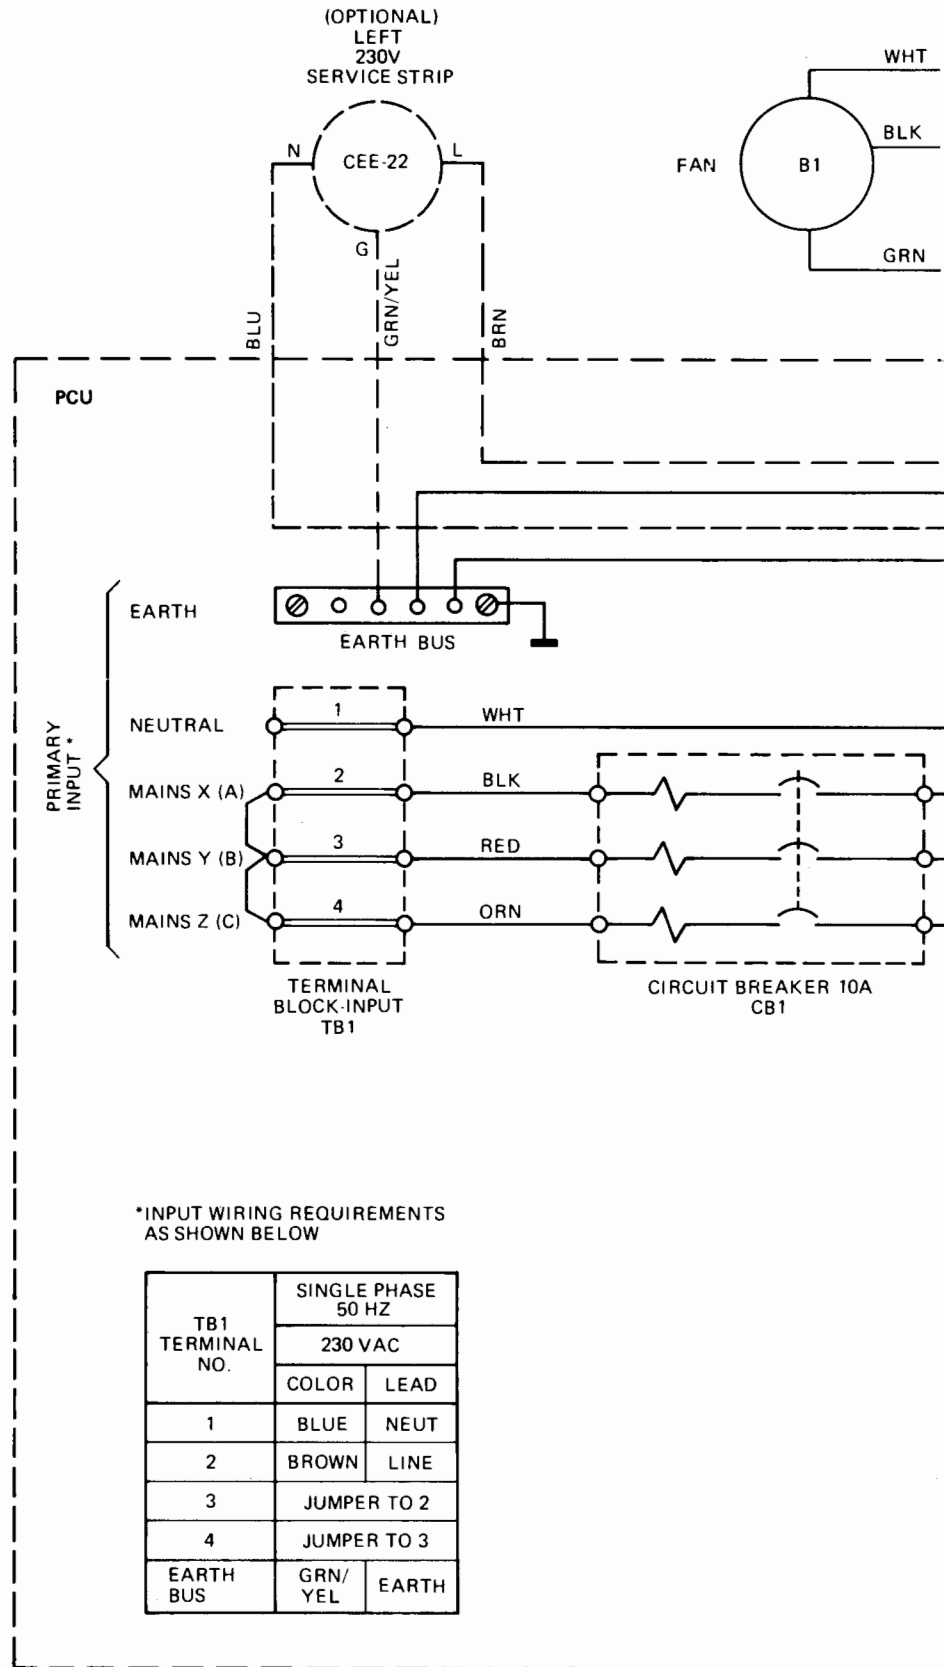 (OPTIONAL)
LEFT
230V
SERVICE STRIP
N
CEE-22
L
G
BLU
GRN/YEL
BRN
FAN
B1
WHT
BLK
GRN
PCU
PRIMARY
INPUT*
EARTH
EARTH BUS
NEUTRAL
1
WHT
MAINS X (A)
2
BLK
MAINS Y (B)
3
RED
MAINS Z (C)
4
ORN
TERMINAL
BLOCK-INPUT
TB1
CIRCUIT BREAKER 10A
CB1
*INPUT WIRING REQUIREMENTS
AS SHOWN BELOW
TB1
TERMINAL
NO.
SINGLE PHASE
50 HZ
230 VAC
COLOR LEAD
1 BLUE NEUT
2 BROWN LINE
3 JUMPER TO 2
4 JUMPER TO 3
EARTH
BUS
GRN/
YEL
EARTH